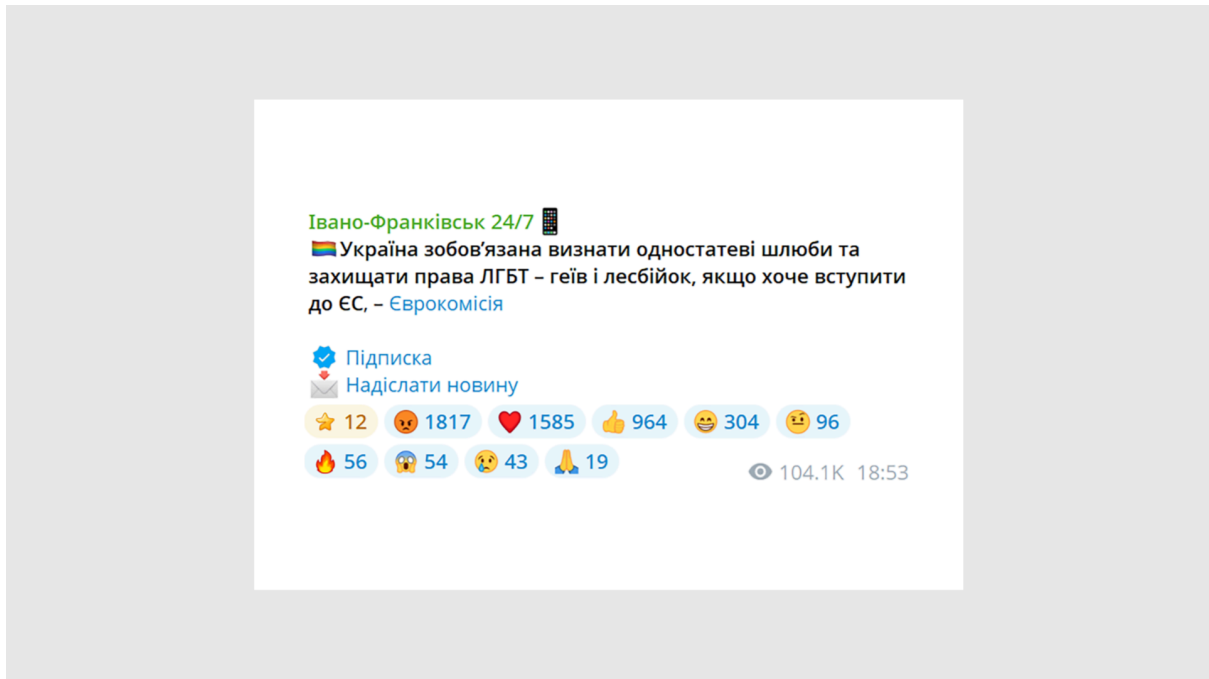 Івано-Франківськ 24/7📱
🏳️‍🌈Україна зобов’язана визнати одностатеві шлюби та
захищати права ЛГБТ – геїв і лесбійок, якщо хоче вступити
до ЄС, – Єврокомісія
Підписка
Надіслати новину
⭐ 12 😡 1817 ❤️ 1585 👍 964 😁 304 🤨 96
🔥 56 😱 54 😢 43 🙏 19 104.1K 18:53